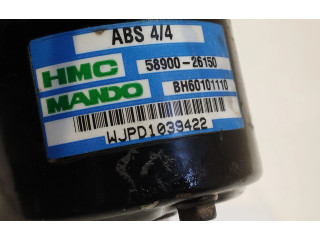 ABS 4/4
HMC 58900-26150
MANDO BH60101110
WJPD1039422